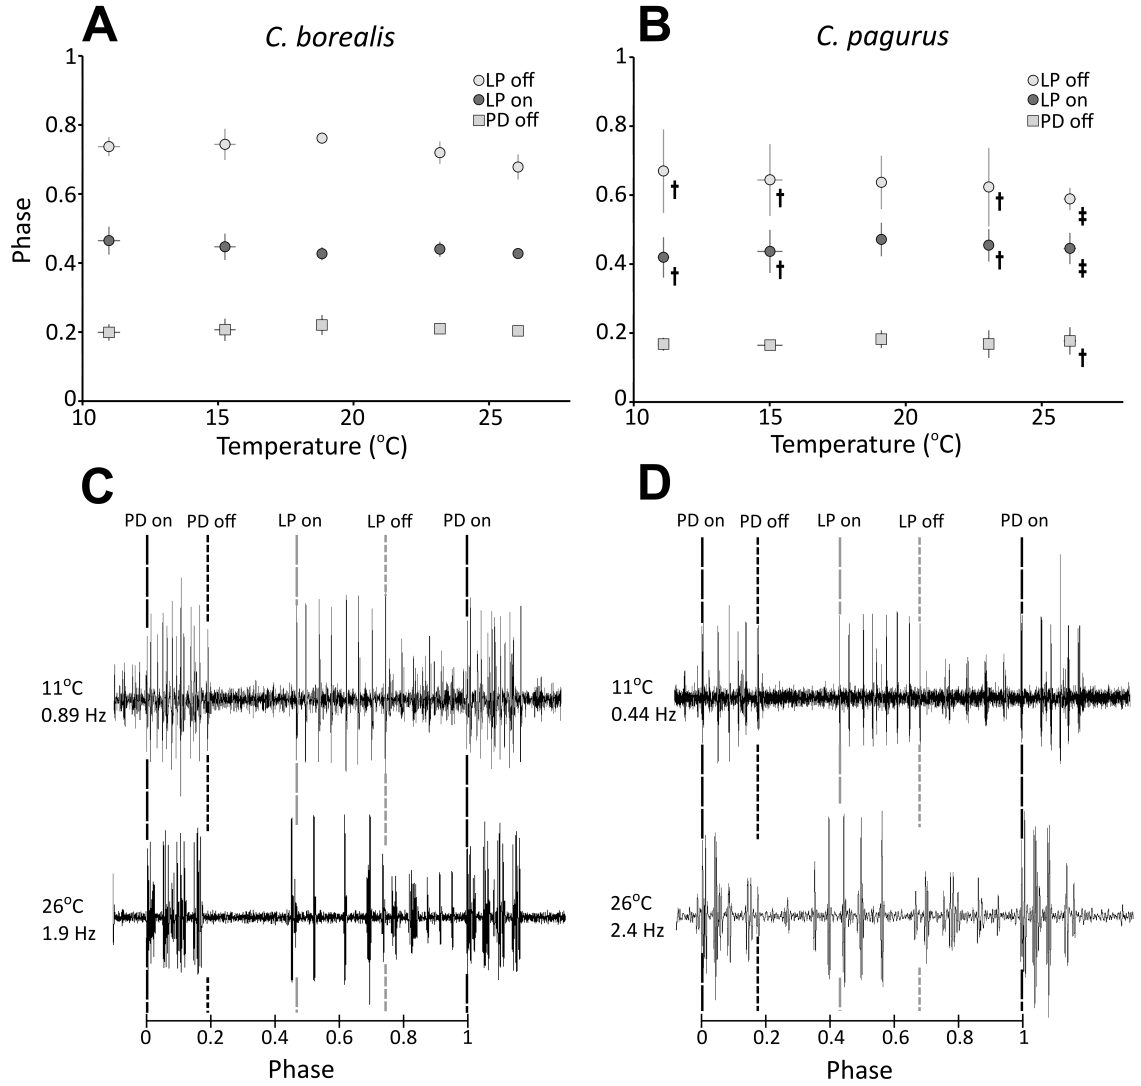 A
C. borealis
1
0.8
0.6
0.4
0.2
0
Phase
LP off
LP on
PD off
10 15 20 25
Temperature (°C)
B
C. pagurus
1
0.8
0.6
0.4
0.2
0
LP off
LP on
PD off
†
†
†
†
†
†
‡
‡
†
10 15 20 25
Temperature (°C)
C
PD on PD off LP on LP off PD on
11°C
0.89 Hz
26°C
1.9 Hz
0 0.2 0.4 0.6 0.8 1
Phase
D
PD on PD off LP on LP off PD on
11°C
0.44 Hz
26°C
2.4 Hz
0 0.2 0.4 0.6 0.8 1
Phase